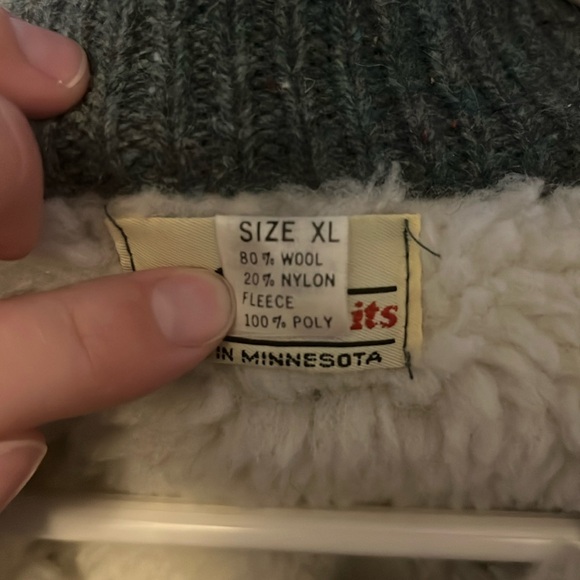 SIZE XL
80% WOOL
20% NYLON
FLEECE
100% POLY
its
IN MINNESOTA